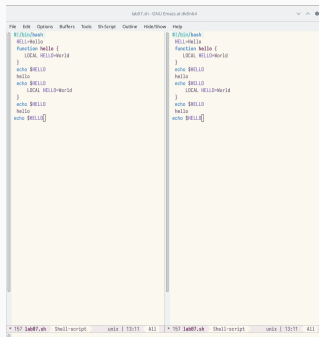 lab07.sh - GNU Emacs at dkdnikil
File Edit Options Buffers Tools Sh-Script Outline Hide/Show Help
#!/bin/bash
HELL=Hello
function hello {
LOCAL HELLO=World
}
echo $HELLO
hello
echo $HELLO
LOCAL HELLO=World
}
echo $HELLO
hello
echo $HELLO
* 157 lab07.sh Shell-script unix | 13:11 All
#!/bin/bash
HELL=Hello
function hello {
LOCAL HELLO=World
}
echo $HELLO
hello
echo $HELLO
LOCAL HELLO=World
}
echo $HELLO
hello
echo $HELLO
* 157 lab07.sh Shell-script unix | 13:11 All